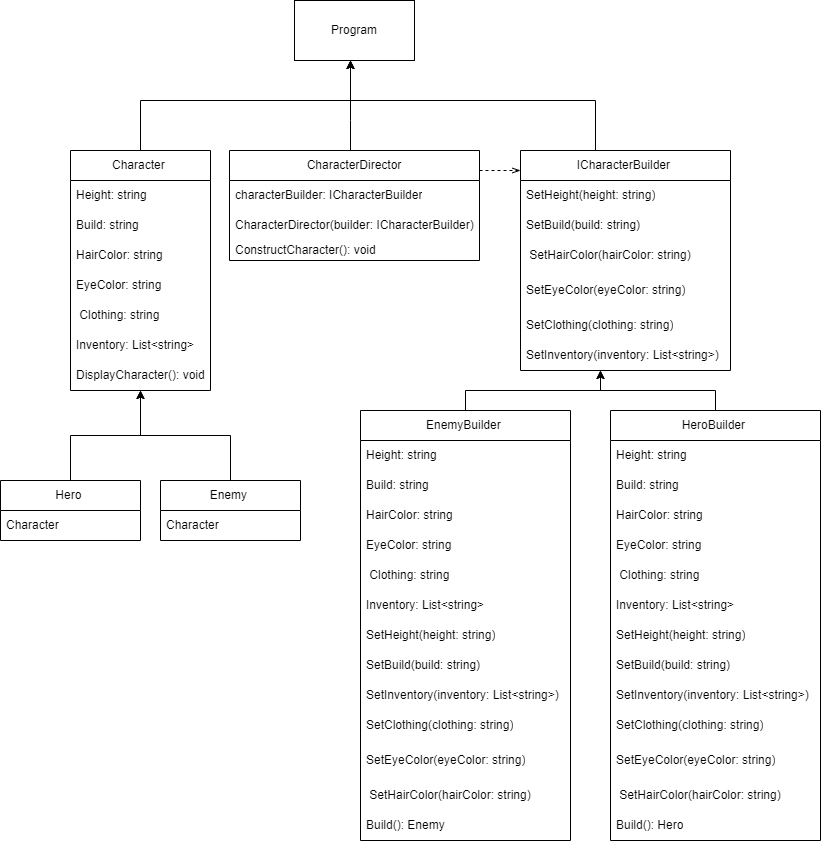 Program
Character
Height: string
Build: string
HairColor: string
EyeColor: string
Clothing: string
Inventory: List<string>
DisplayCharacter(): void
CharacterDirector
characterBuilder: ICharacterBuilder
CharacterDirector(builder: ICharacterBuilder)
ConstructCharacter(): void
ICharacterBuilder
SetHeight(height: string)
SetBuild(build: string)
SetHairColor(hairColor: string)
SetEyeColor(eyeColor: string)
SetClothing(clothing: string)
SetInventory(inventory: List<string>)
Hero
Character
Enemy
Character
EnemyBuilder
Height: string
Build: string
HairColor: string
EyeColor: string
Clothing: string
Inventory: List<string>
SetHeight(height: string)
SetBuild(build: string)
SetInventory(inventory: List<string>)
SetClothing(clothing: string)
SetEyeColor(eyeColor: string)
SetHairColor(hairColor: string)
Build(): Enemy
HeroBuilder
Height: string
Build: string
HairColor: string
EyeColor: string
Clothing: string
Inventory: List<string>
SetHeight(height: string)
SetBuild(build: string)
SetInventory(inventory: List<string>)
SetClothing(clothing: string)
SetEyeColor(eyeColor: string)
SetHairColor(hairColor: string)
Build(): Hero